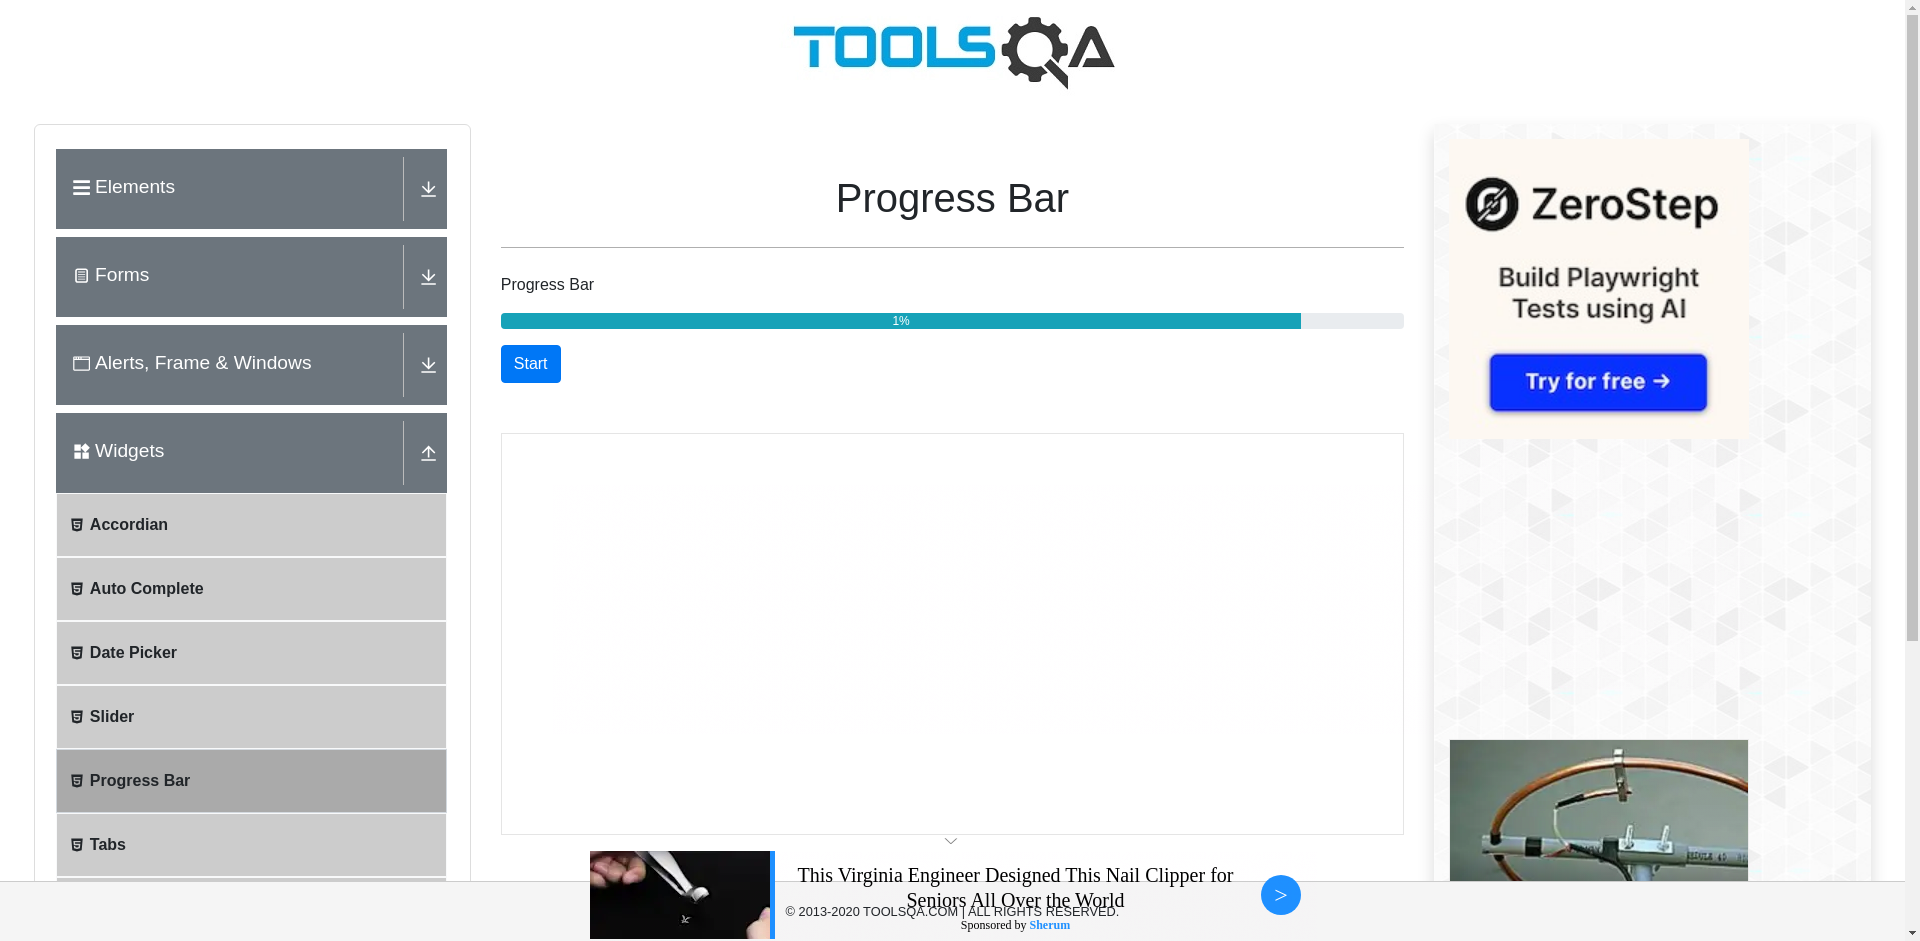 TOOLSQA
Elements
Forms
Alerts, Frame & Windows
Widgets
Accordian
Auto Complete
Date Picker
Slider
Progress Bar
Tabs
Progress Bar
Progress Bar
1%
Start
ZeroStep
Build Playwright
Tests using AI
Try for free →
This Virginia Engineer Designed This Nail Clipper for
Seniors All Over the World
© 2013-2020 TOOLSQA.COM | ALL RIGHTS RESERVED.
Sponsored by Sherum
>